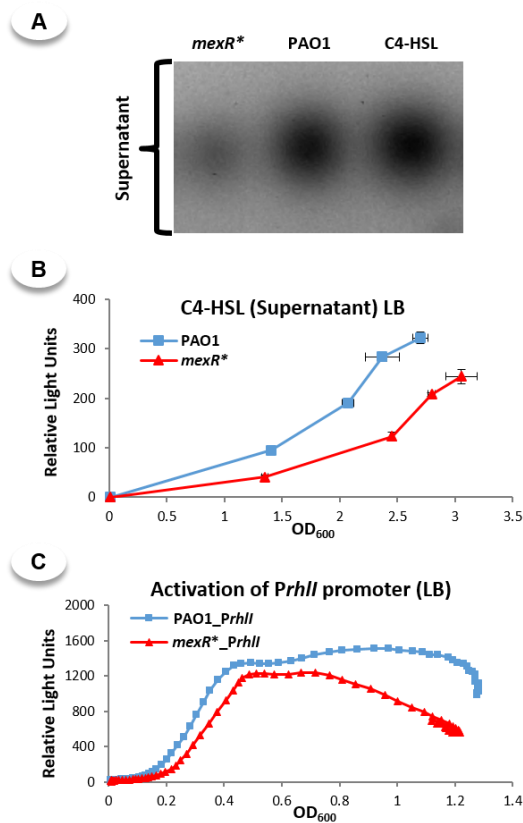 A
mexR* PAO1 C4-HSL
Supernatant
B
C4-HSL (Supernatant) LB
PAO1
mexR*
Relative Light Units
400
300
200
100
0
0 0.5 1 1.5 2 2.5 3 3.5
OD600
C
Activation of PrhlI promoter (LB)
PAO1_PrhlI
mexR*_PrhlI
Relative Light Units
2000
1600
1200
800
400
0
0 0.2 0.4 0.6 0.8 1 1.2 1.4
OD600